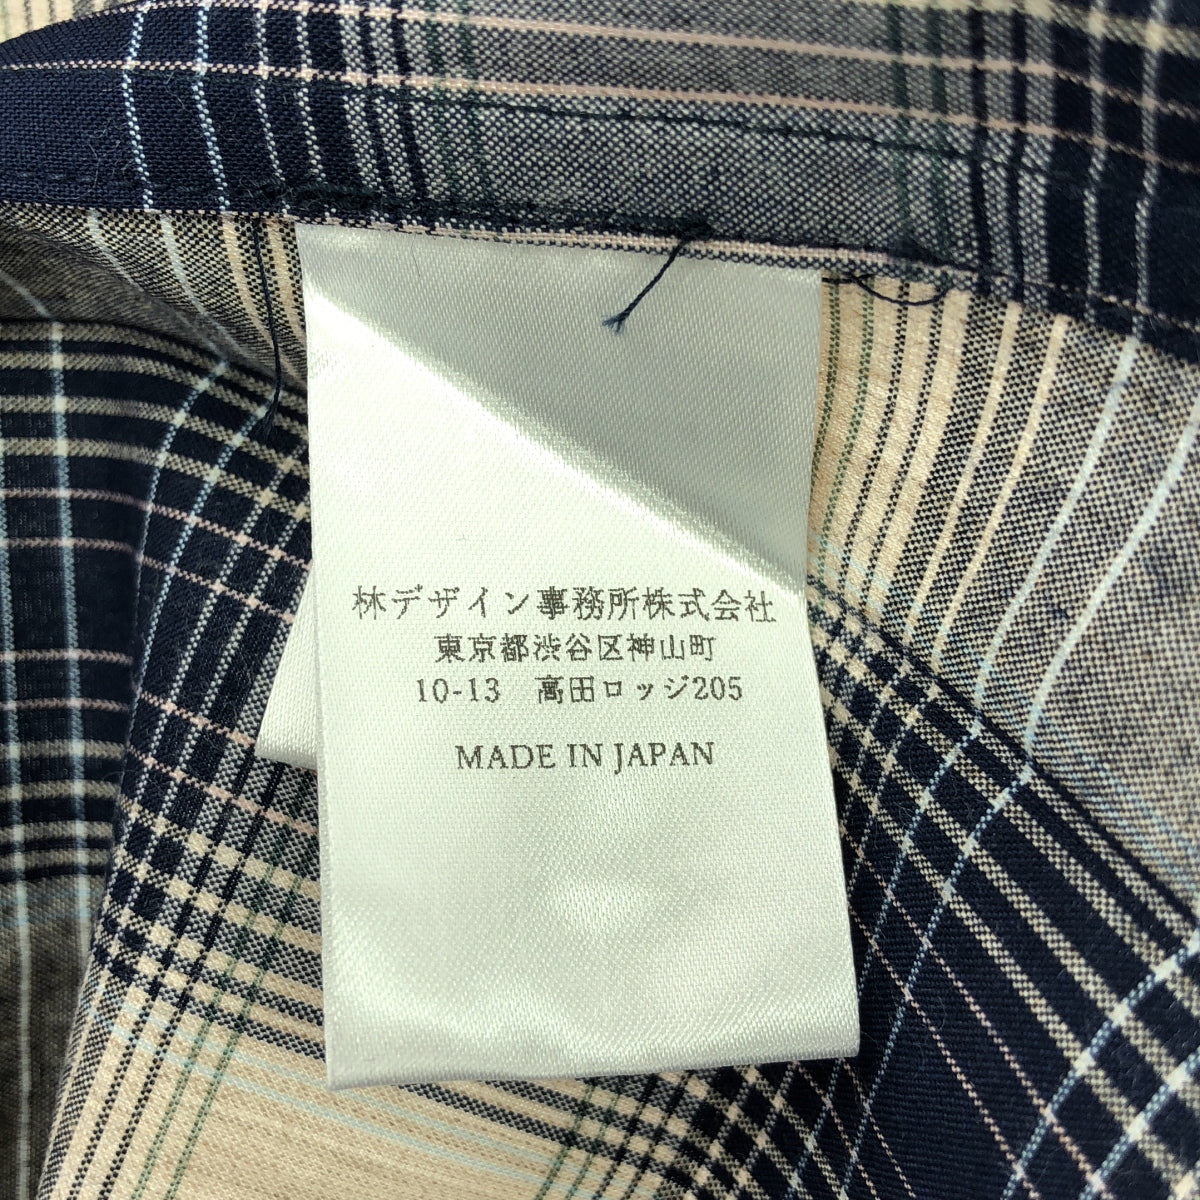 林デザイン事務所株式会社
東京都渋谷区神山町
10-13　高田ロッジ205
MADE IN JAPAN